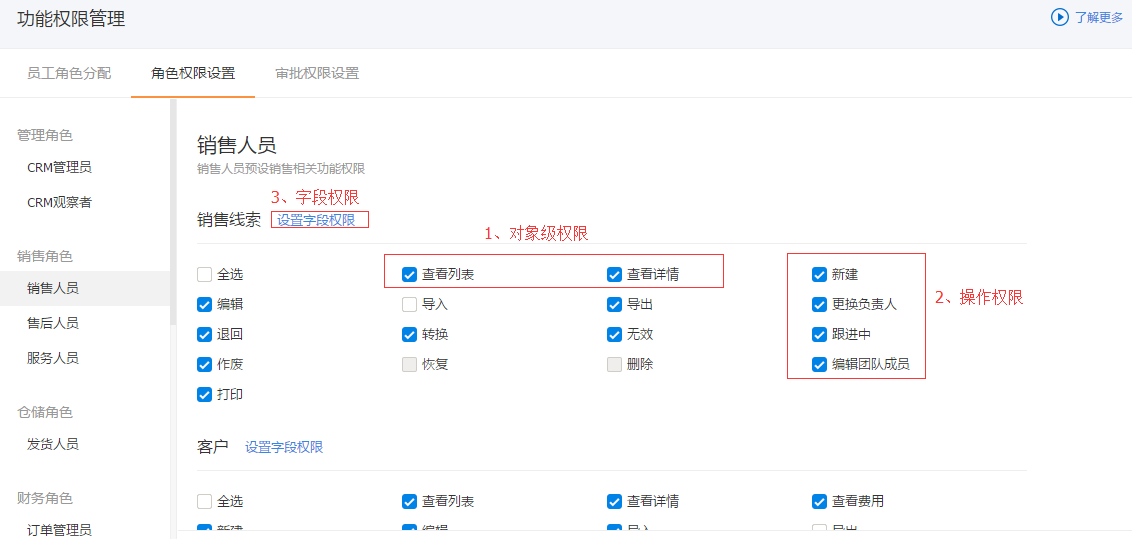 功能权限管理
了解更多
员工角色分配 角色权限设置 审批权限设置
管理角色
CRM管理员
CRM观察者
销售角色
销售人员
售后人员
服务人员
仓储角色
发货人员
财务角色
订单管理员
销售人员
销售人员预设销售相关功能权限
3、字段权限
销售线索 设置字段权限
1、对象级权限
全选 查看列表 查看详情 新建
2、操作权限
编辑 导入 导出 更换负责人
退回 转换 无效 跟进中
作废 恢复 删除 编辑团队成员
打印
客户 设置字段权限
全选 查看列表 查看详情 查看费用
新建 编辑 导入 导出